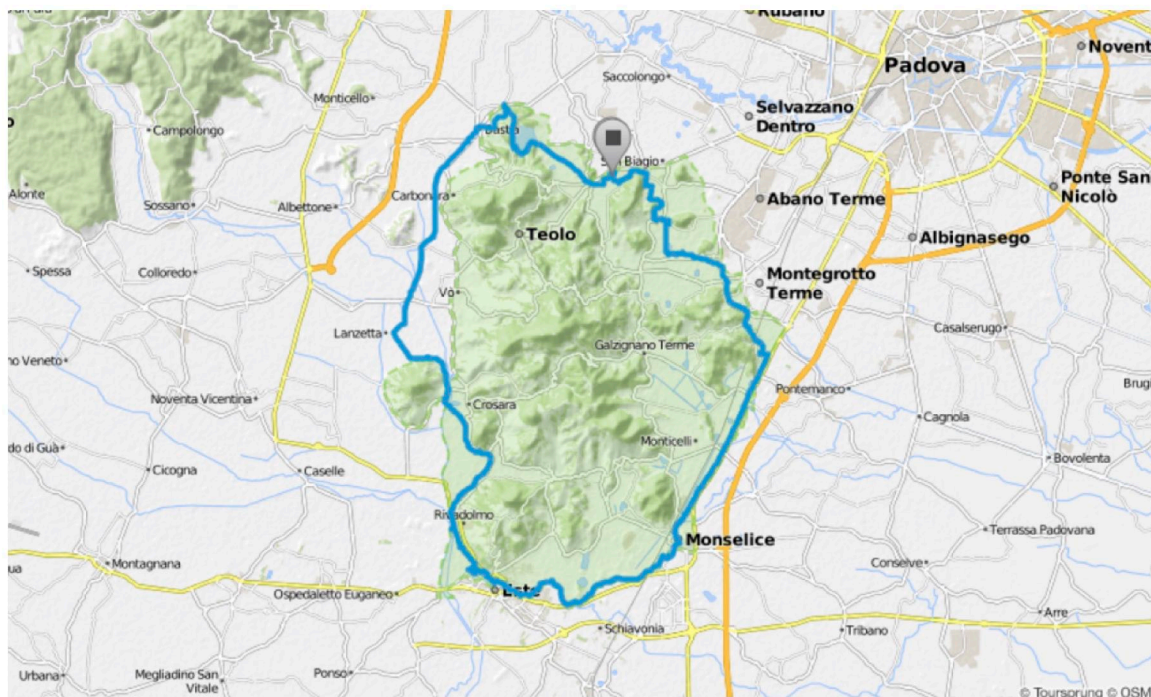 Rubano
Novent
Padova
Saccolongo
Monticello
Selvazzano
Dentro
Campolongo
Bastia
San Biagio
Ponte San
Nicolò
Alonte
Carbonara
Abano Terme
Sossano
Albettone
Teolo
Albignasego
Spessa
Colloredo
Montegrotto
Terme
Vò
Lanzetta
Casalserugo
Galzignano Terme
no Veneto
Pontemanco
Brugi
Noventa Vicentina
Crosara
Cagnola
do di Guà
Monticelli
Cicogna
Caselle
Bovolenta
Rivadolmo
Terrassa Padovana
Monselice
Montagnana
Conselve
Ospedaletto Euganeo
Este
Arre
Schiavonia
Tribano
Urbana
Megliadino San
Vitale
Ponso
© Toursprung © OSM